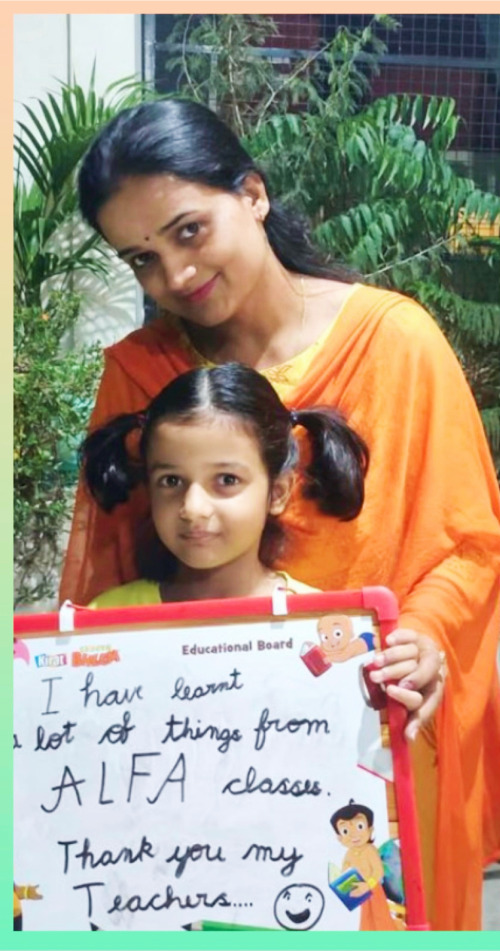 Educational Board
I have learnt
a lot of things from
ALFA classes.
Thank you my
Teachers....